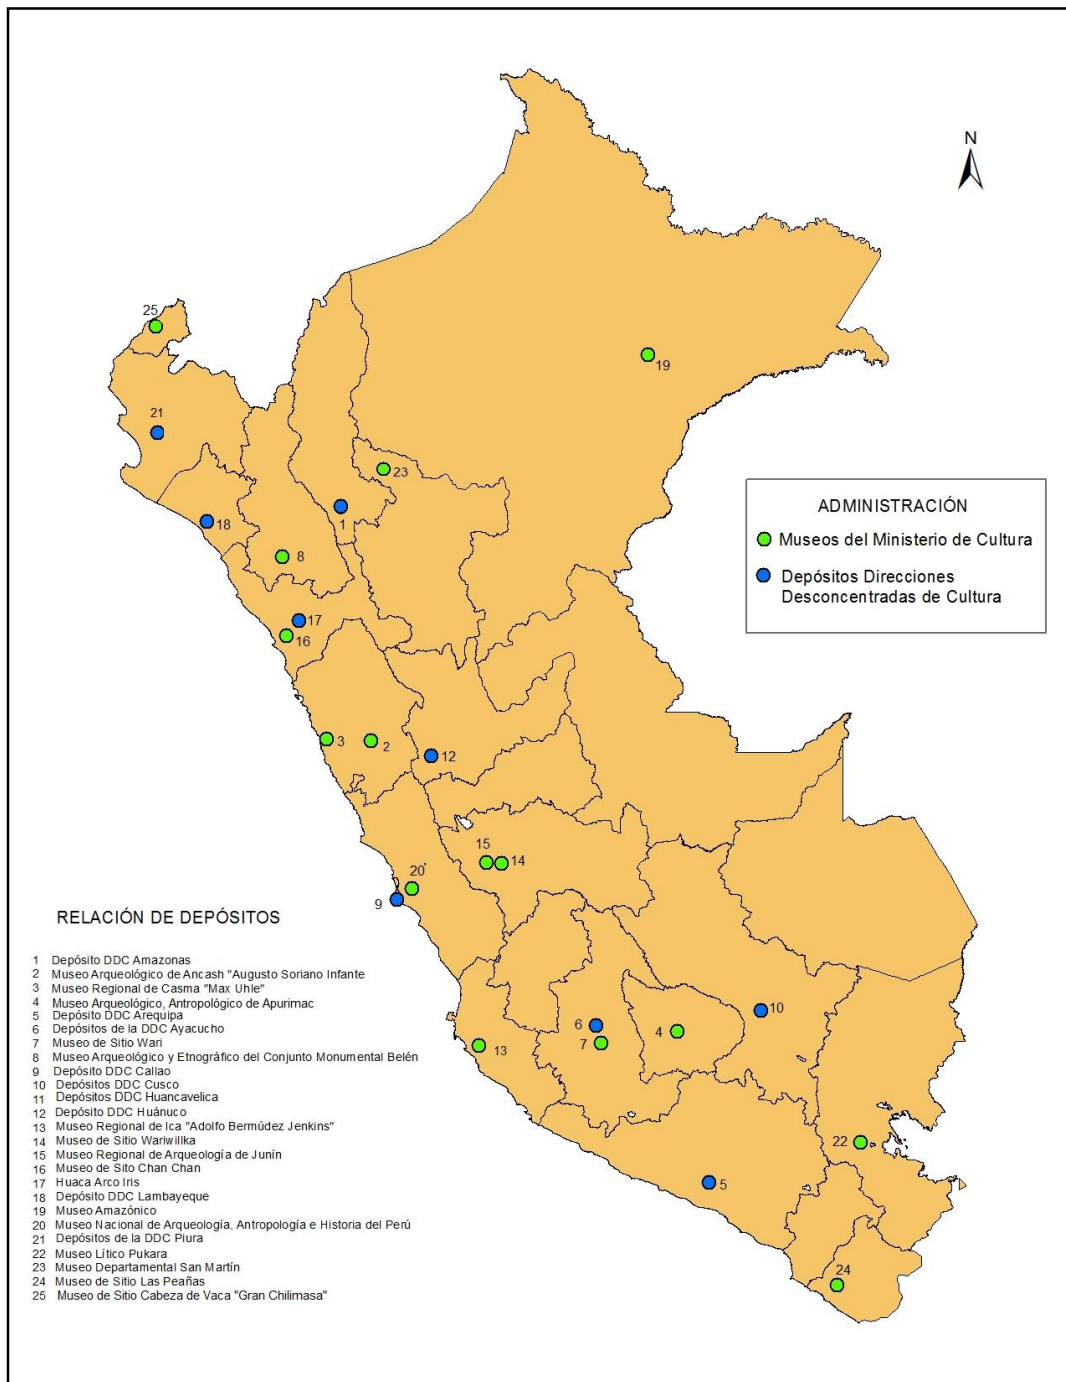 N
25
19
21
23
1
18
8
ADMINISTRACIÓN
Museos del Ministerio de Cultura
Depósitos Direcciones
Desconcentradas de Cultura
17
16
3
2
12
15
14
20
9
10
6
4
7
13
22
5
24
RELACIÓN DE DEPÓSITOS
1 Depósito DDC Amazonas
2 Museo Arqueológico de Ancash "Augusto Soriano Infante
3 Museo Regional de Casma "Max Uhle"
4 Museo Arqueológico, Antropológico de Apurimac
5 Depósito DDC Arequipa
6 Depósitos de la DDC Ayacucho
7 Museo de Sitio Wari
8 Museo Arqueológico y Etnográfico del Conjunto Monumental Belén
9 Depósito DDC Callao
10 Depósitos DDC Cusco
11 Depósitos DDC Huancavelica
12 Depósito DDC Huánuco
13 Museo Regional de Ica "Adolfo Bermúdez Jenkins"
14 Museo de Sitio Wariwillka
15 Museo Regional de Arqueología de Junín
16 Museo de Sito Chan Chan
17 Huaca Arco Iris
18 Depósito DDC Lambayeque
19 Museo Amazónico
20 Museo Nacional de Arqueología, Antropología e Historia del Perú
21 Depósitos de la DDC Piura
22 Museo Lítico Pukara
23 Museo Departamental San Martín
24 Museo de Sitio Las Peañas
25 Museo de Sitio Cabeza de Vaca "Gran Chilimasa"